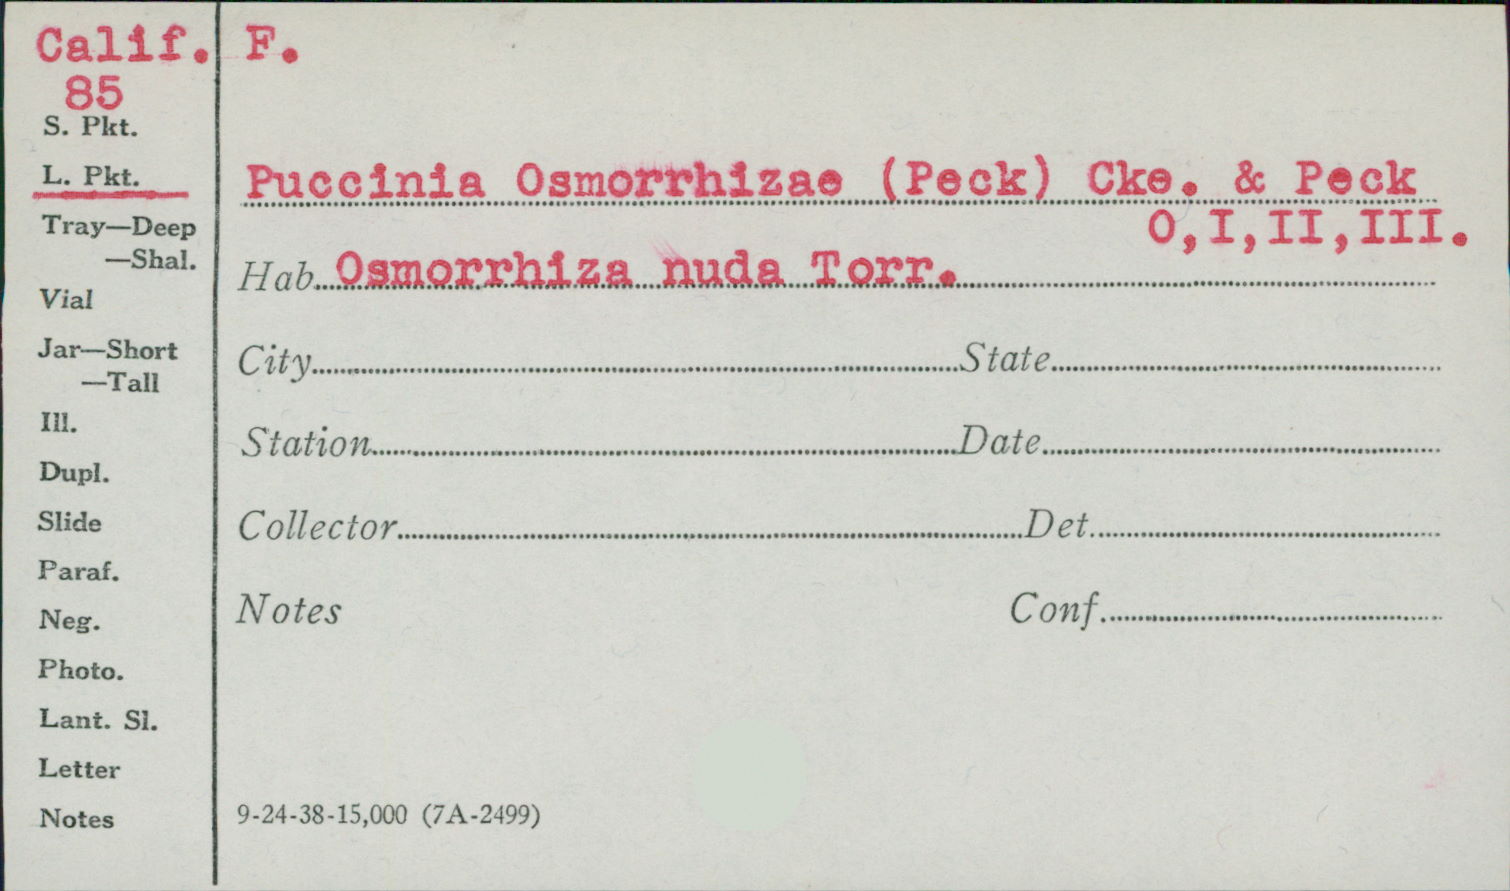 Calif. F.
85
S. Pkt.
L. Pkt.
Puccinia Osmorrhizae (Peck) Cke. & Peck
O,I,II,III.
Tray—Deep
—Shal.
Hab. Osmorrhiza nuda Torr.
Vial
Jar—Short
—Tall
City State
Ill.
Station Date
Dupl.
Slide
Collector Det.
Paraf.
Neg.
Notes Conf.
Photo.
Lant. Sl.
Letter
Notes
9-24-38-15,000 (7A-2499)